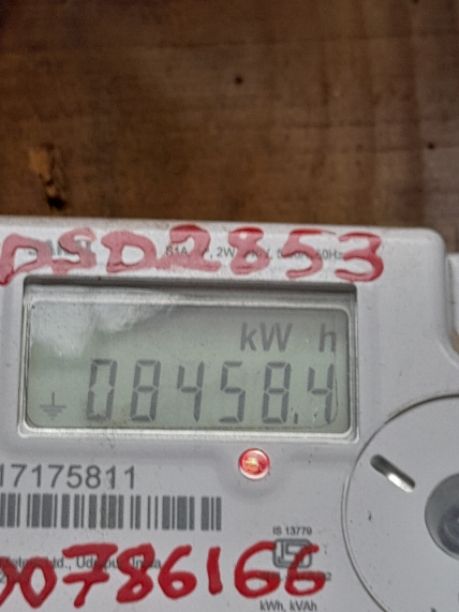 DSD2853
kW h
08458.4
17175811
IS 13779
00786166
kWh, kVAh